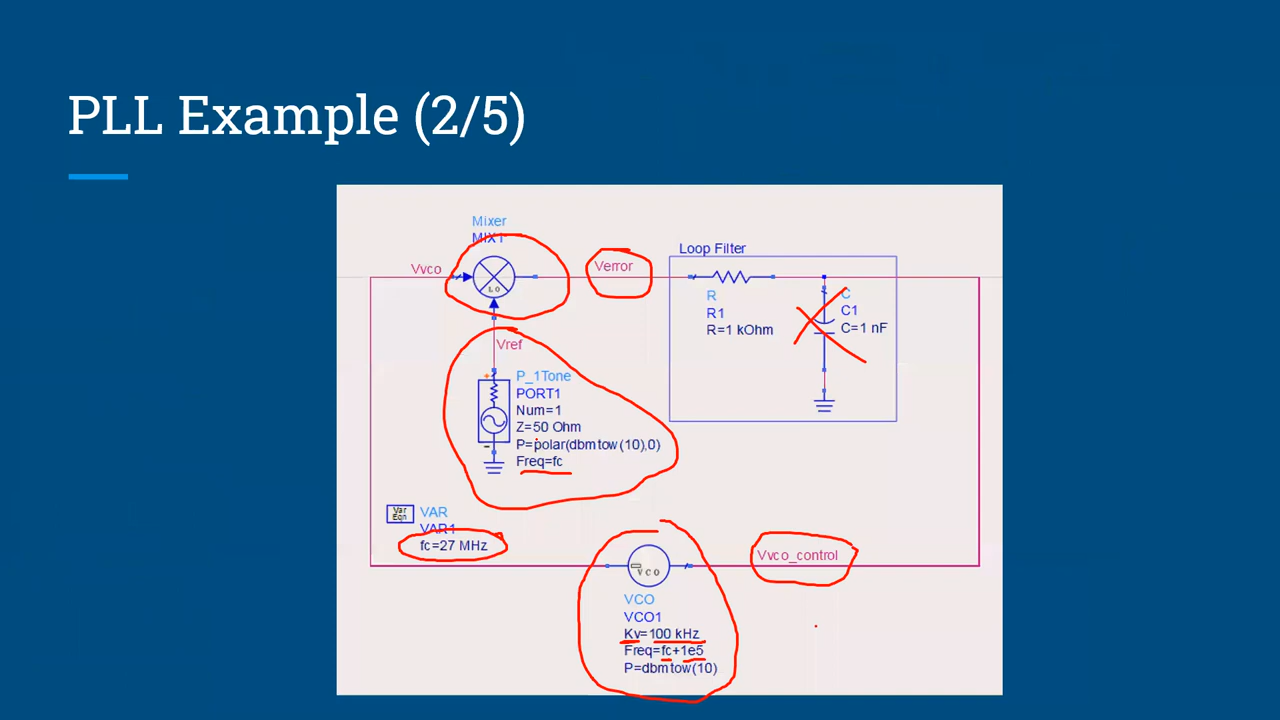 PLL Example (2/5)
Mixer
MIX1
Vvco
LO
Verror
Loop Filter
R
R1
R=1 kOhm
C
C1
C=1 nF
Vref
P_1Tone
PORT1
Num=1
Z=50 Ohm
P=polar(dbmtow(10),0)
Freq=fc
Var
Eqn
VAR
VAR1
fc=27 MHz
Vvco_control
VCO
VCO
VCO1
Kv=100 kHz
Freq=fc+1e5
P=dbmtow(10)